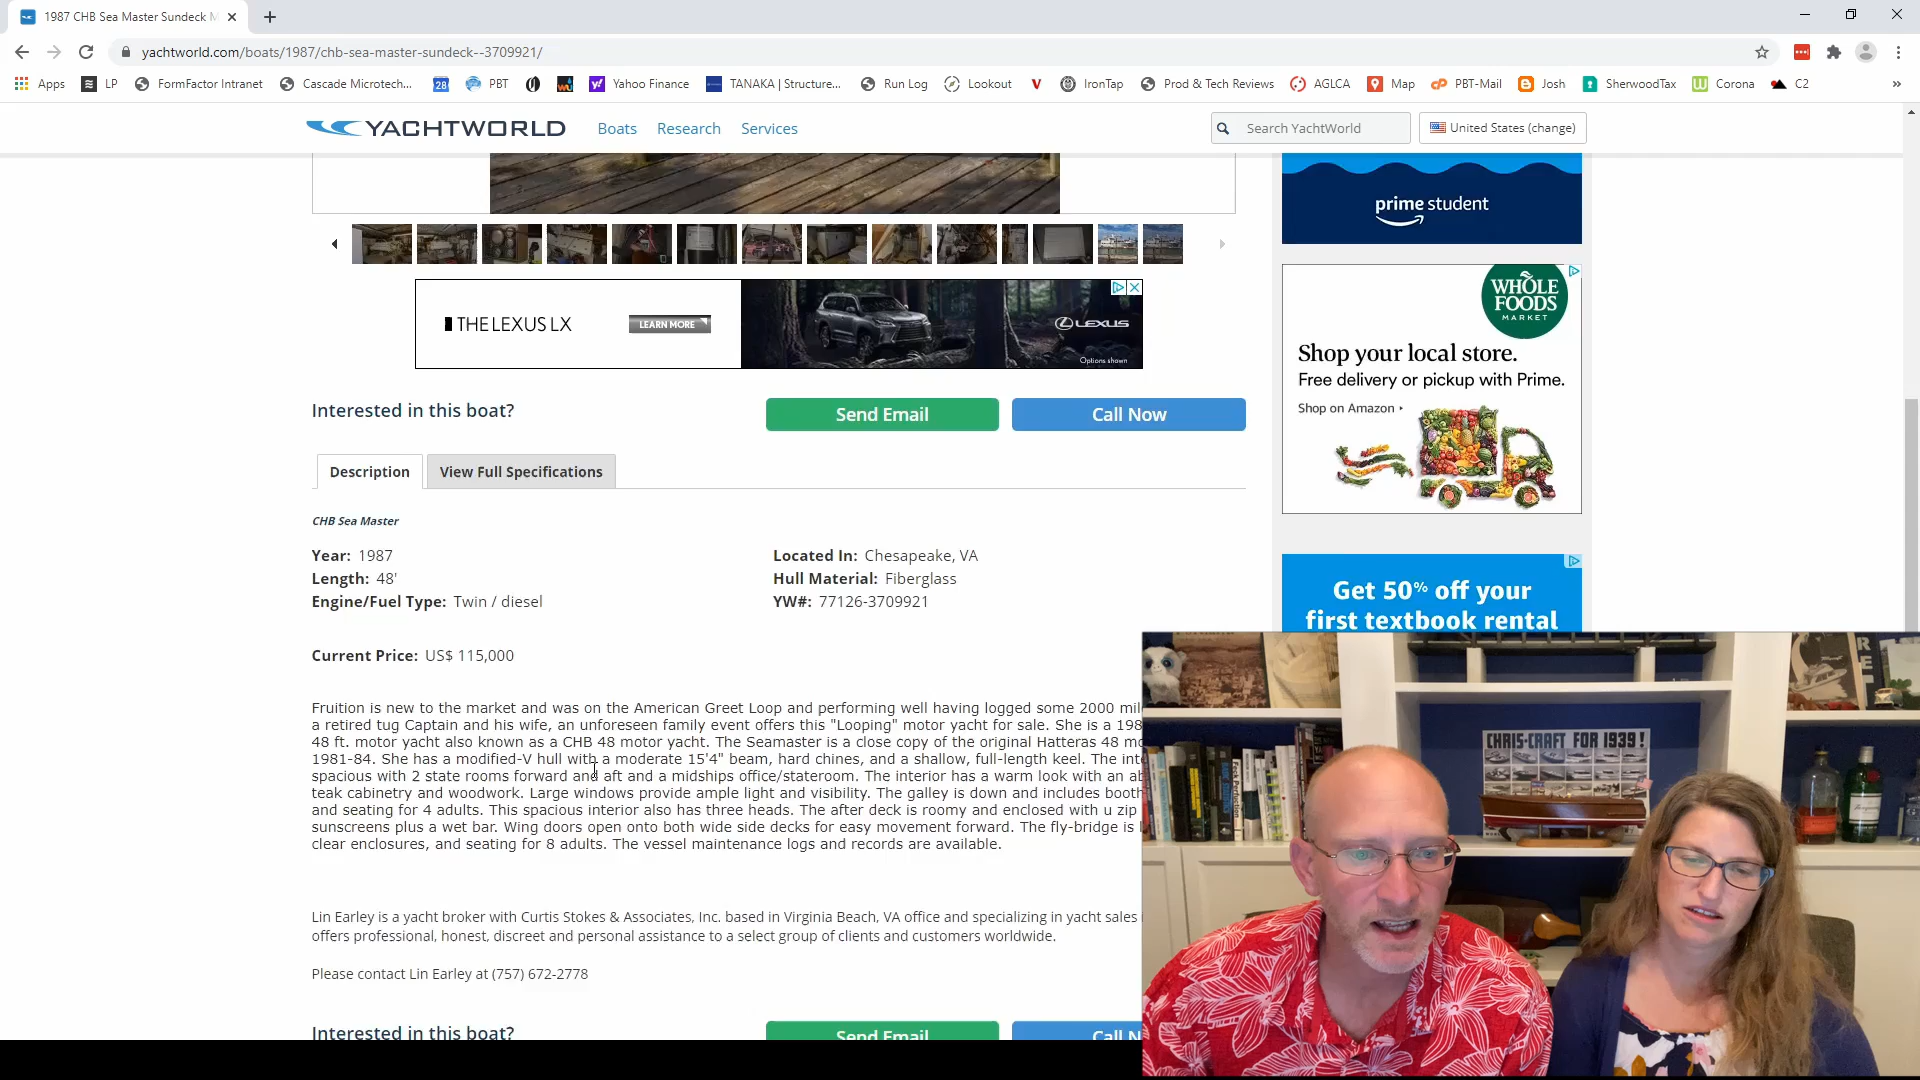 1987 CHB Sea Master Sundeck M
yachtworld.com/boats/1987/chb-sea-master-sundeck--3709921/
Apps LP FormFactor Intranet Cascade Microtech... 28 PBT Yahoo Finance TANAKA | Structure... Run Log Lookout V IronTap Prod & Tech Reviews AGLCA Map PBT-Mail Josh SherwoodTax Corona C2 »
YACHTWORLD Boats Research Services Search YachtWorld United States (change)
prime student
THE LEXUS LX LEARN MORE LEXUS
Options shown
WHOLE
FOODS
MARKET
Shop your local store.
Free delivery or pickup with Prime.
Shop on Amazon
Interested in this boat? Send Email Call Now
Description View Full Specifications
CHB Sea Master
Year: 1987 Located In: Chesapeake, VA
Length: 48' Hull Material: Fiberglass
Engine/Fuel Type: Twin / diesel YW#: 77126-3709921
Get 50% off your
first textbook rental
Current Price: US$ 115,000
Fruition is new to the market and was on the American Greet Loop and performing well having logged some 2000 mil
a retired tug Captain and his wife, an unforeseen family event offers this "Looping" motor yacht for sale. She is a 198
48 ft. motor yacht also known as a CHB 48 motor yacht. The Seamaster is a close copy of the original Hatteras 48 mo
1981-84. She has a modified-V hull with a moderate 15'4" beam, hard chines, and a shallow, full-length keel. The inte
spacious with 2 state rooms forward and aft and a midships office/stateroom. The interior has a warm look with an ab
teak cabinetry and woodwork. Large windows provide ample light and visibility. The galley is down and includes booth
and seating for 4 adults. This spacious interior also has three heads. The after deck is roomy and enclosed with u zip
sunscreens plus a wet bar. Wing doors open onto both wide side decks for easy movement forward. The fly-bridge is
clear enclosures, and seating for 8 adults. The vessel maintenance logs and records are available.
Lin Earley is a yacht broker with Curtis Stokes & Associates, Inc. based in Virginia Beach, VA office and specializing in yacht sales
offers professional, honest, discreet and personal assistance to a select group of clients and customers worldwide.
Please contact Lin Earley at (757) 672-2778
Interested in this boat? Send Email Call N
CHRIS-CRAFT FOR 1939!